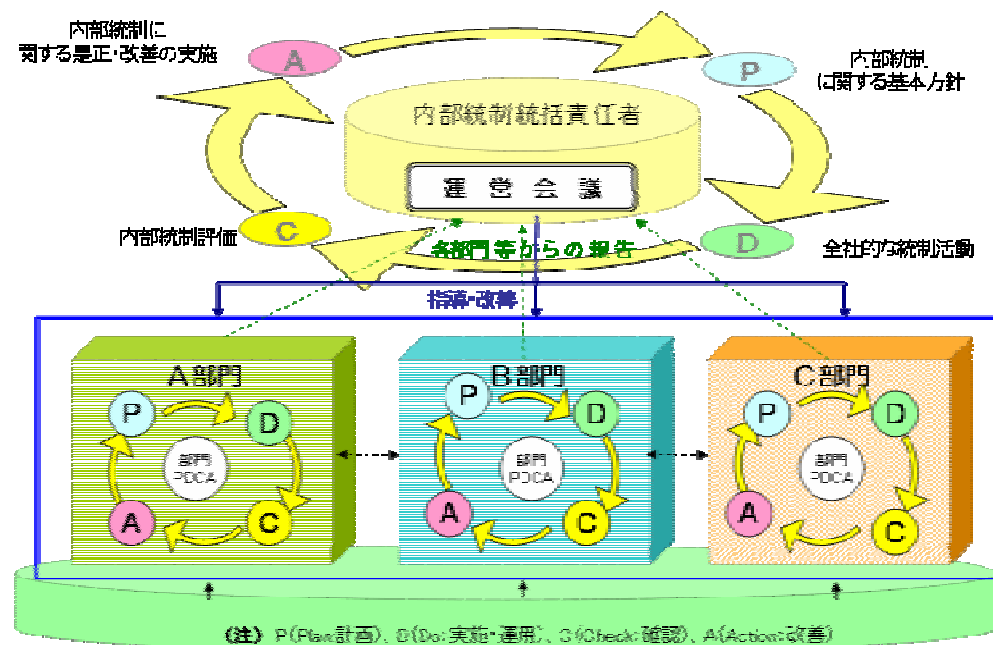 内部統制に
関する是正・改善の実施
A
P
内部統制
に関する基本方針
内部統制統括責任者
運営会議
内部統制評価
C
D
全社的な統制活動
各部門等からの報告
指導・改善
A部門
P
D
部門
PDCA
A
C
B部門
P
D
部門
PDCA
A
C
C部門
P
D
部門
PDCA
A
C
(注) P(Plan:計画)、D(Do:実施・運用)、C(Check:確認)、A(Action:改善)